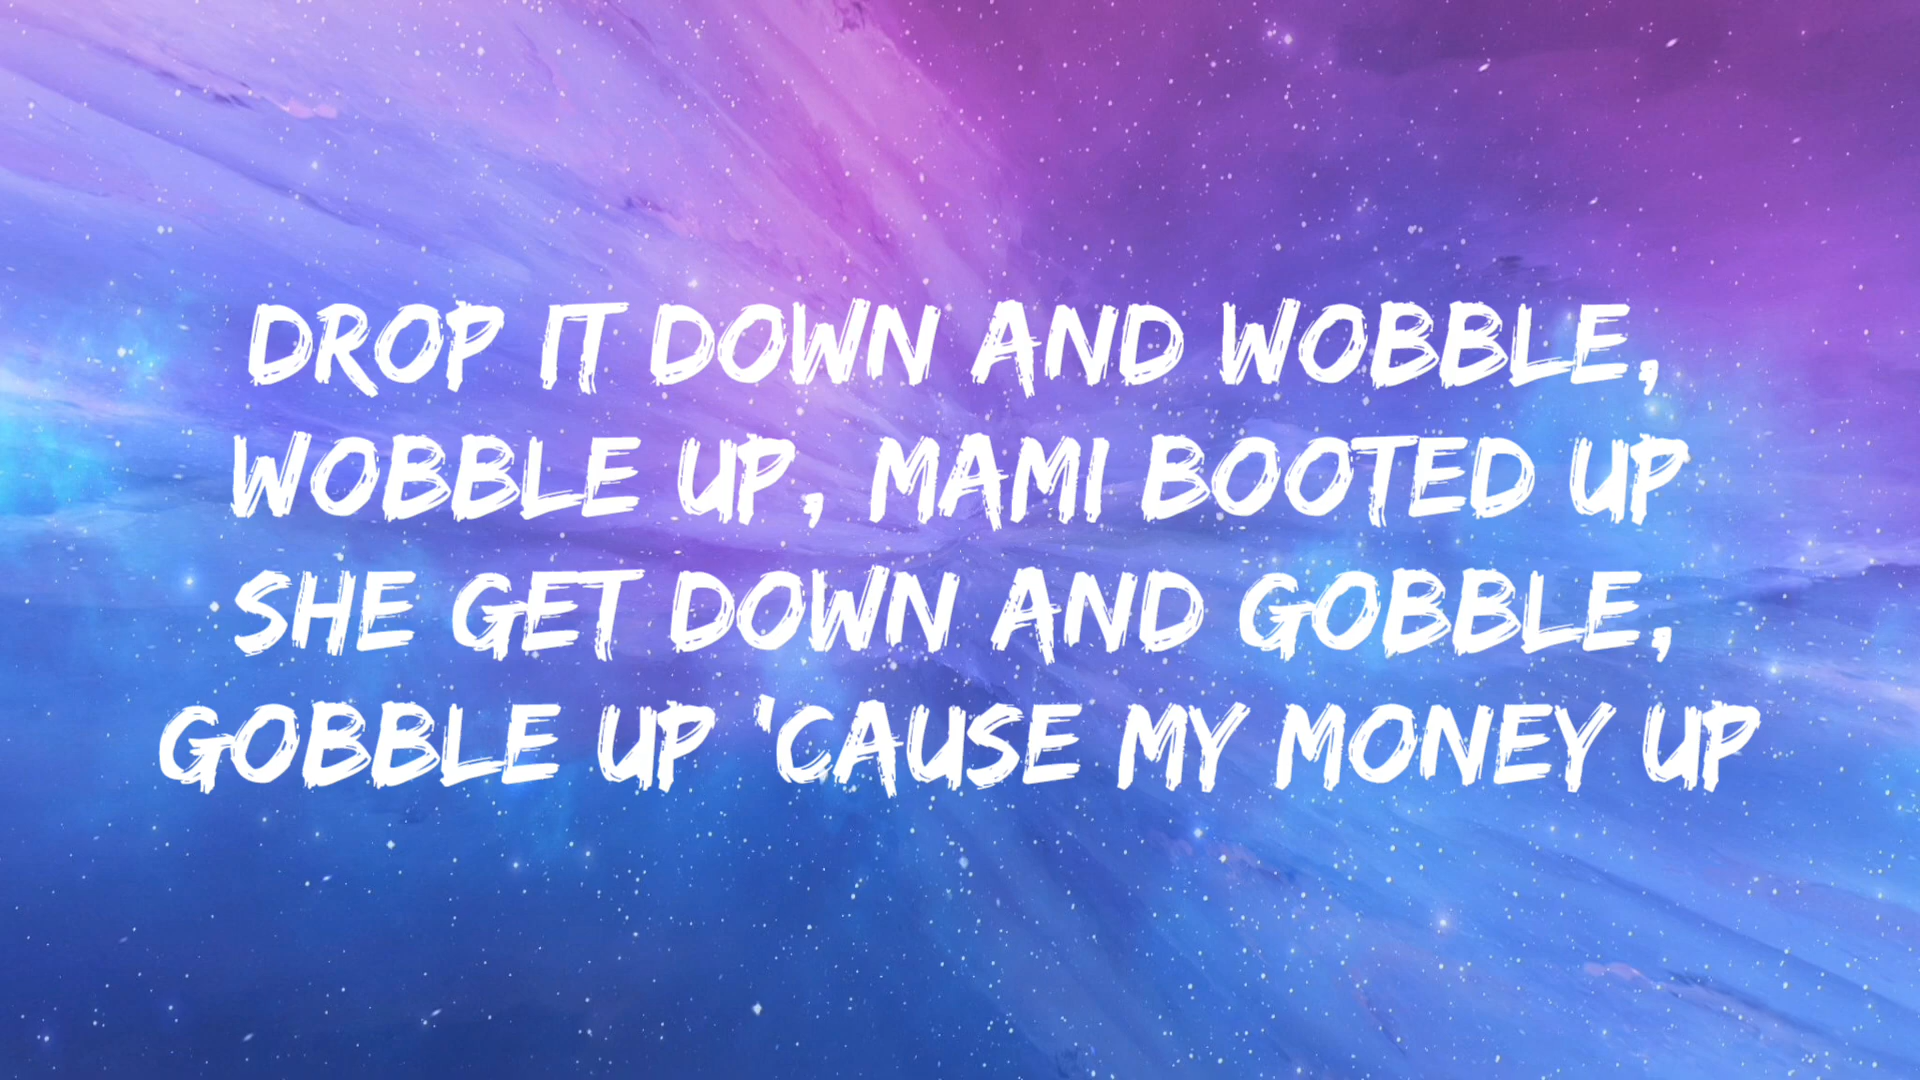 DROP IT DOWN AND WOBBLE,
WOBBLE UP, MAMI BOOTED UP
SHE GET DOWN AND GOBBLE,
GOBBLE UP 'CAUSE MY MONEY UP